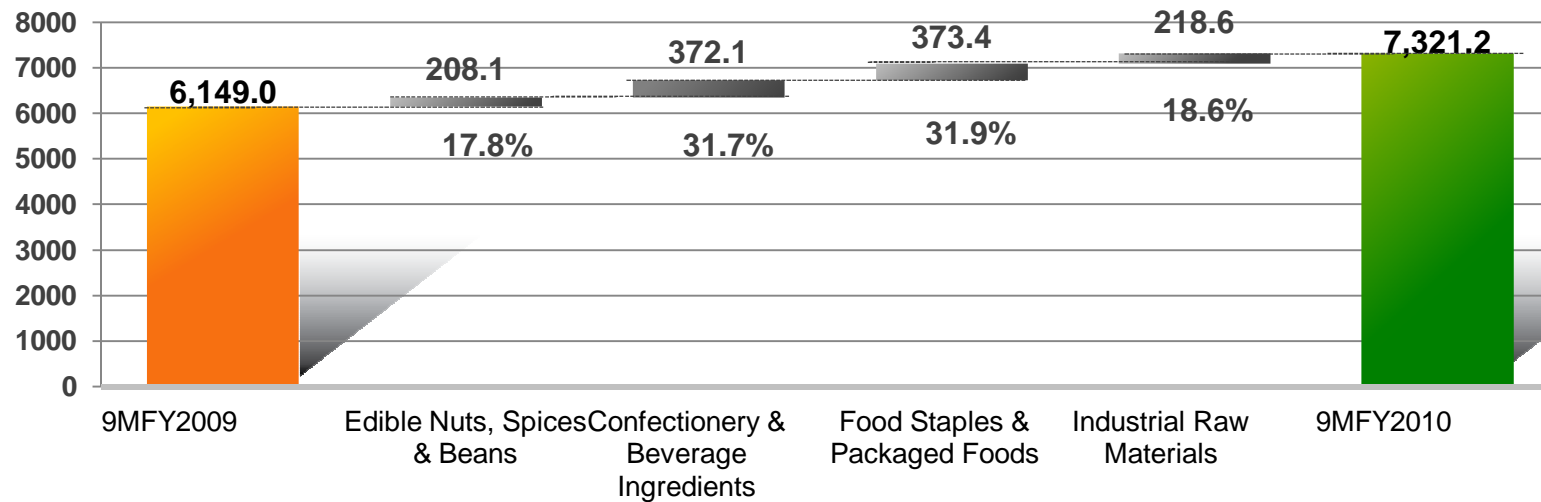 8000
7000
6000
5000
4000
3000
2000
1000
0
6,149.0
208.1
17.8%
372.1
31.7%
373.4
31.9%
218.6
18.6%
7,321.2
9MFY2009
Edible Nuts, Spices
& Beans
Confectionery &
Beverage
Ingredients
Food Staples &
Packaged Foods
Industrial Raw
Materials
9MFY2010